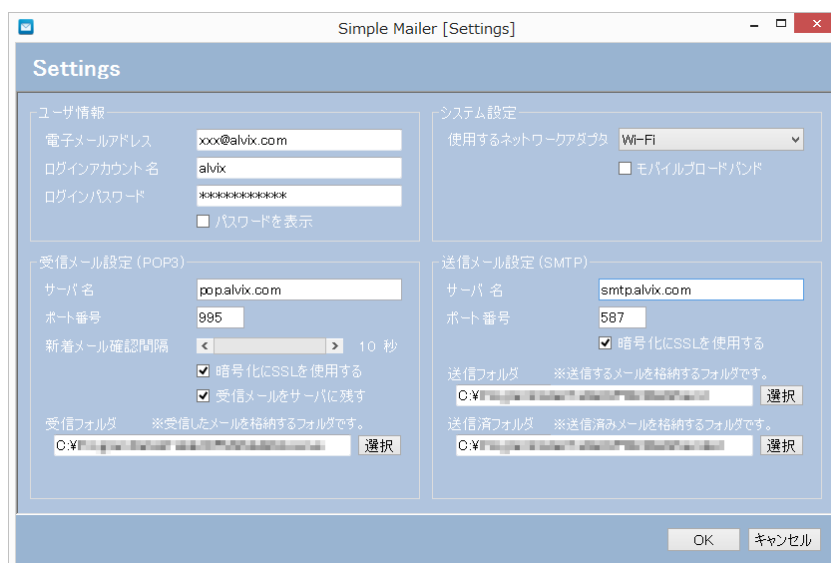 Simple Mailer [Settings]
Settings
ユーザ情報
電子メールアドレス xxx@alvix.com
ログインアカウント名 alvix
ログインパスワード ************
パスワードを表示
システム設定
使用するネットワークアダプタ Wi-Fi
モバイルブロードバンド
受信メール設定(POP3)
サーバ名 pop.alvix.com
ポート番号 995
新着メール確認間隔 10 秒
暗号化にSSLを使用する
受信メールをサーバに残す
受信フォルダ ※受信したメールを格納するフォルダです。
C:¥ 選択
送信メール設定(SMTP)
サーバ名 smtp.alvix.com
ポート番号 587
暗号化にSSLを使用する
送信フォルダ ※送信するメールを格納するフォルダです。
C:¥ 選択
送信済フォルダ ※送信済みメールを格納するフォルダです。
C:¥ 選択
OK キャンセル